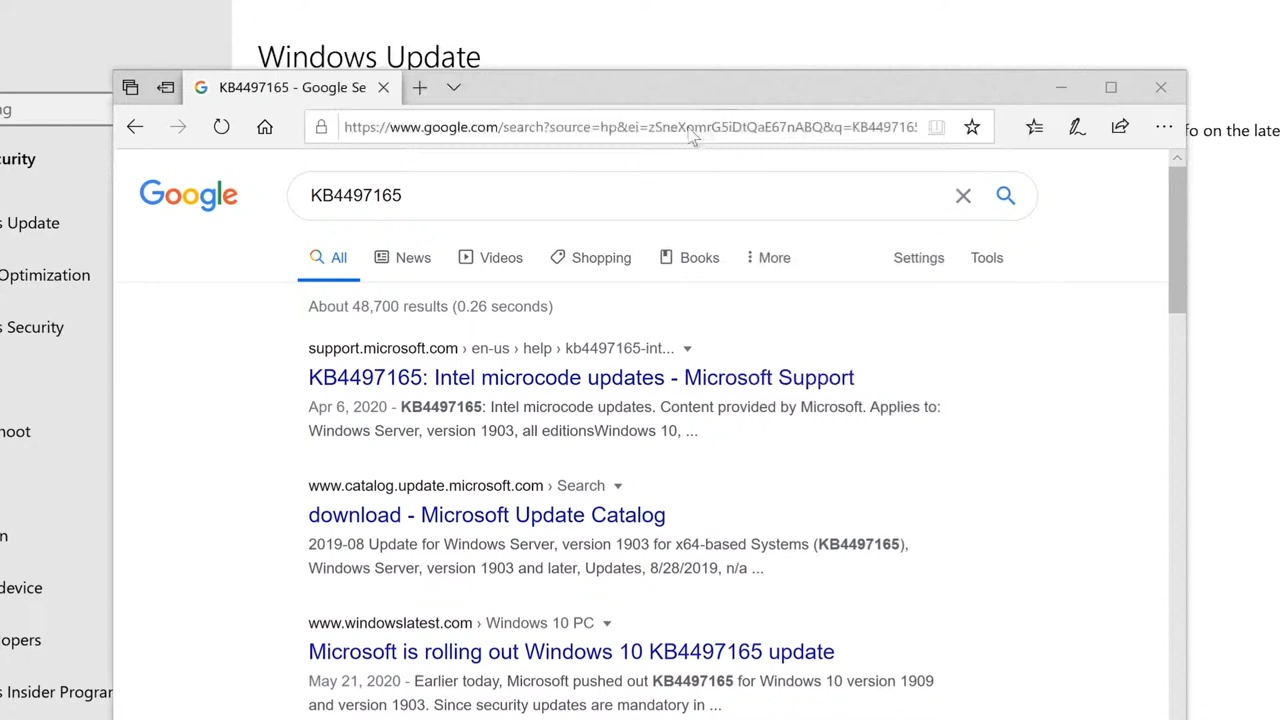 Windows Update
KB4497165 - Google Se
https://www.google.com/search?source=hp&ei=zSneXomrG5iDtQaE67nABQ&q=KB4497165
ng
fo on the late
curity
Google
KB4497165
s Update
All
News
Videos
Shopping
Books
More
Settings
Tools
Optimization
About 48,700 results (0.26 seconds)
s Security
support.microsoft.com › en-us › help › kb4497165-int...
KB4497165: Intel microcode updates - Microsoft Support
Apr 6, 2020 - KB4497165: Intel microcode updates. Content provided by Microsoft. Applies to:
Windows Server, version 1903, all editionsWindows 10, ...
hoot
www.catalog.update.microsoft.com › Search
download - Microsoft Update Catalog
n
2019-08 Update for Windows Server, version 1903 for x64-based Systems (KB4497165),
Windows Server, version 1903 and later, Updates, 8/28/2019, n/a ...
device
www.windowslatest.com › Windows 10 PC
opers
Microsoft is rolling out Windows 10 KB4497165 update
May 21, 2020 - Earlier today, Microsoft pushed out KB4497165 for Windows 10 version 1909
s Insider Program
and version 1903. Since security updates are mandatory in ...